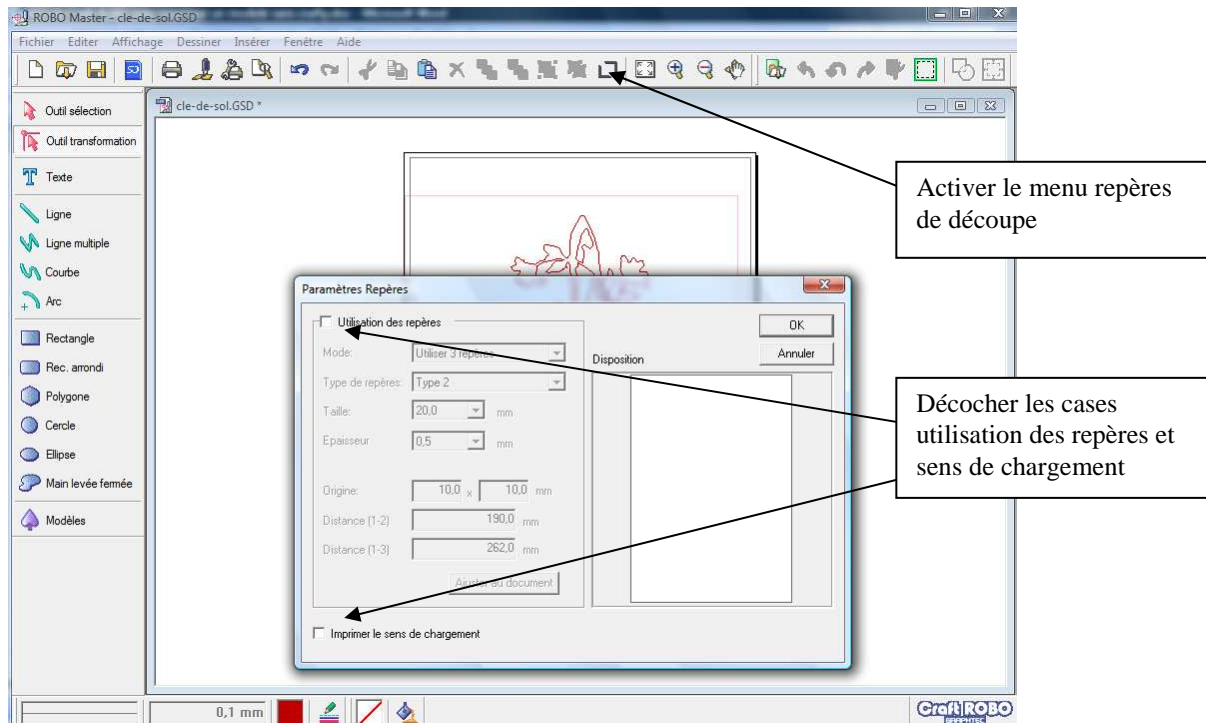 ROBO Master - cle-de-sol.GSD
Fichier Editer Affichage Dessiner Insérer Fenêtre Aide
cle-de-sol.GSD *
Outil sélection
Outil transformation
Texte
Ligne
Ligne multiple
Courbe
Arc
Rectangle
Rec. arrondi
Polygone
Cercle
Ellipse
Main levée fermée
Modèles
Activer le menu repères
de découpe
Paramètres Repères
Utilisation des repères
Mode: Utiliser 3 repères
Type de repères: Type 2
Taille: 20,0 mm
Epaisseur 0,5 mm
Origine: 10,0 x 10,0 mm
Distance (1-2) 190,0 mm
Distance (1-3) 262,0 mm
Ajuster au document
Imprimer le sens de chargement
OK
Annuler
Disposition
Décocher les cases
utilisation des repères et
sens de chargement
0,1 mm
Craft ROBO
GRAPHTEC